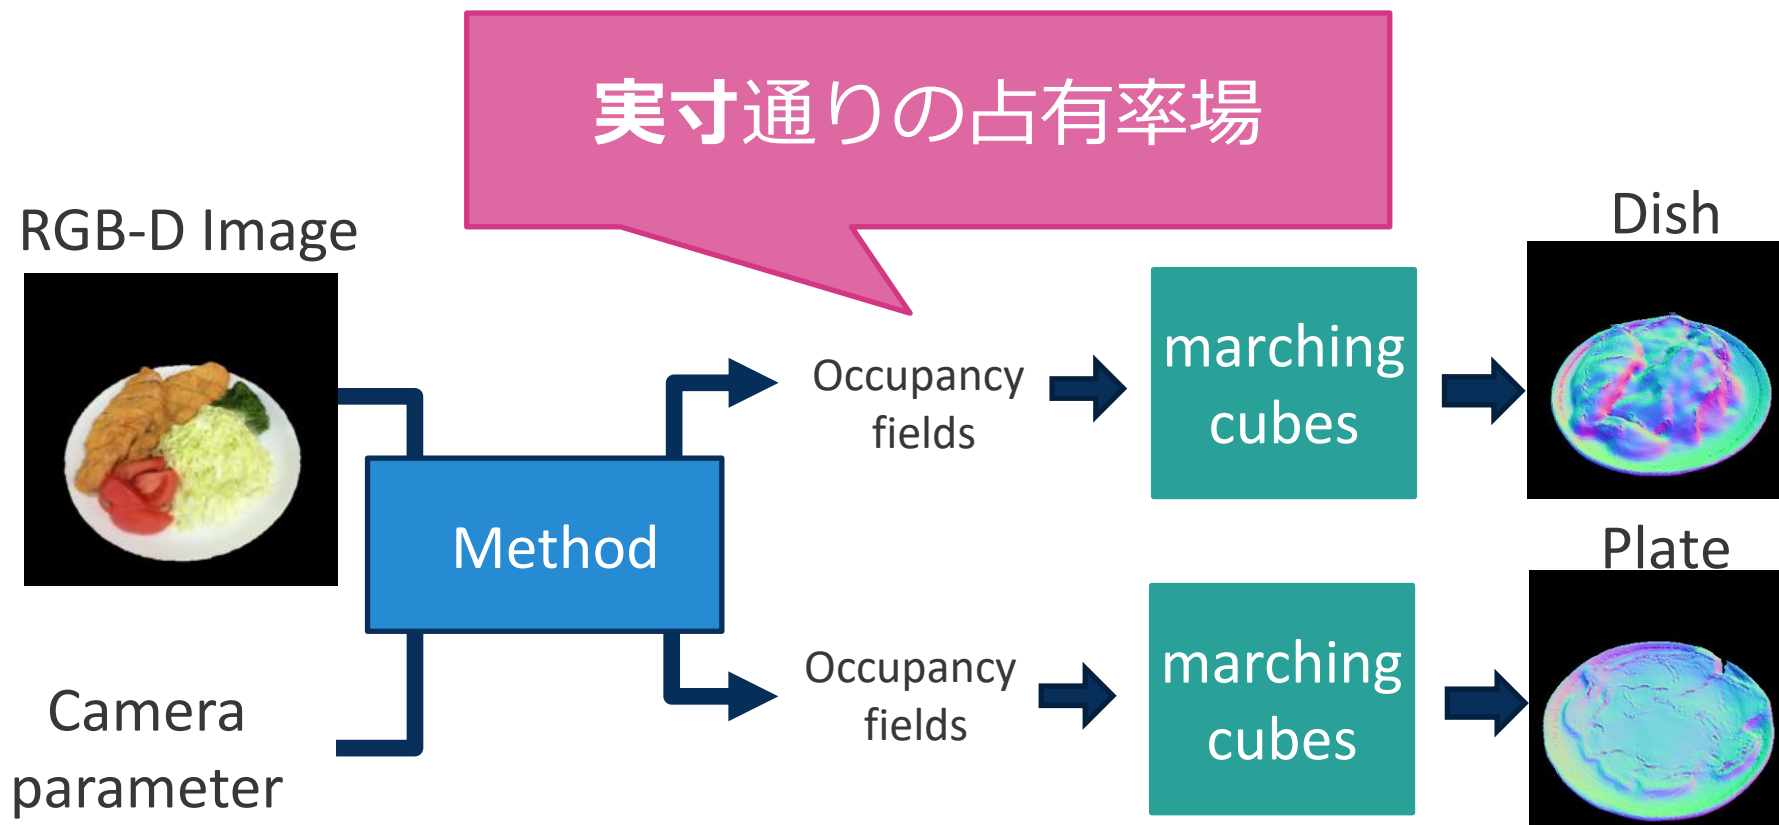 実寸通りの占有率場
RGB-D Image
Dish
Occupancy
fields
marching
cubes
Method
Plate
Camera
parameter
Occupancy
fields
marching
cubes